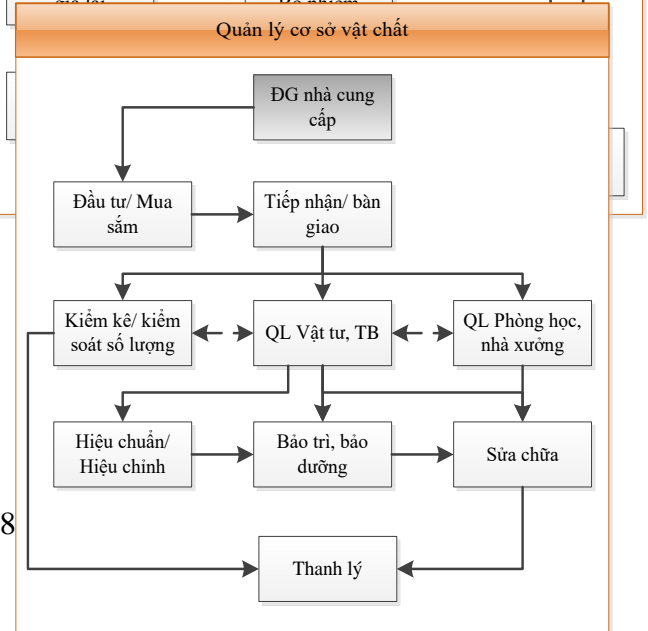 Quản lý cơ sở vật chất
ĐG nhà cung
cấp
Đầu tư/ Mua
sắm
Tiếp nhận/ bàn
giao
Kiểm kê/ kiểm
soát số lượng
QL Vật tư, TB
QL Phòng học,
nhà xưởng
Hiệu chuẩn/
Hiệu chỉnh
Bảo trì, bảo
dưỡng
Sửa chữa
8
Thanh lý